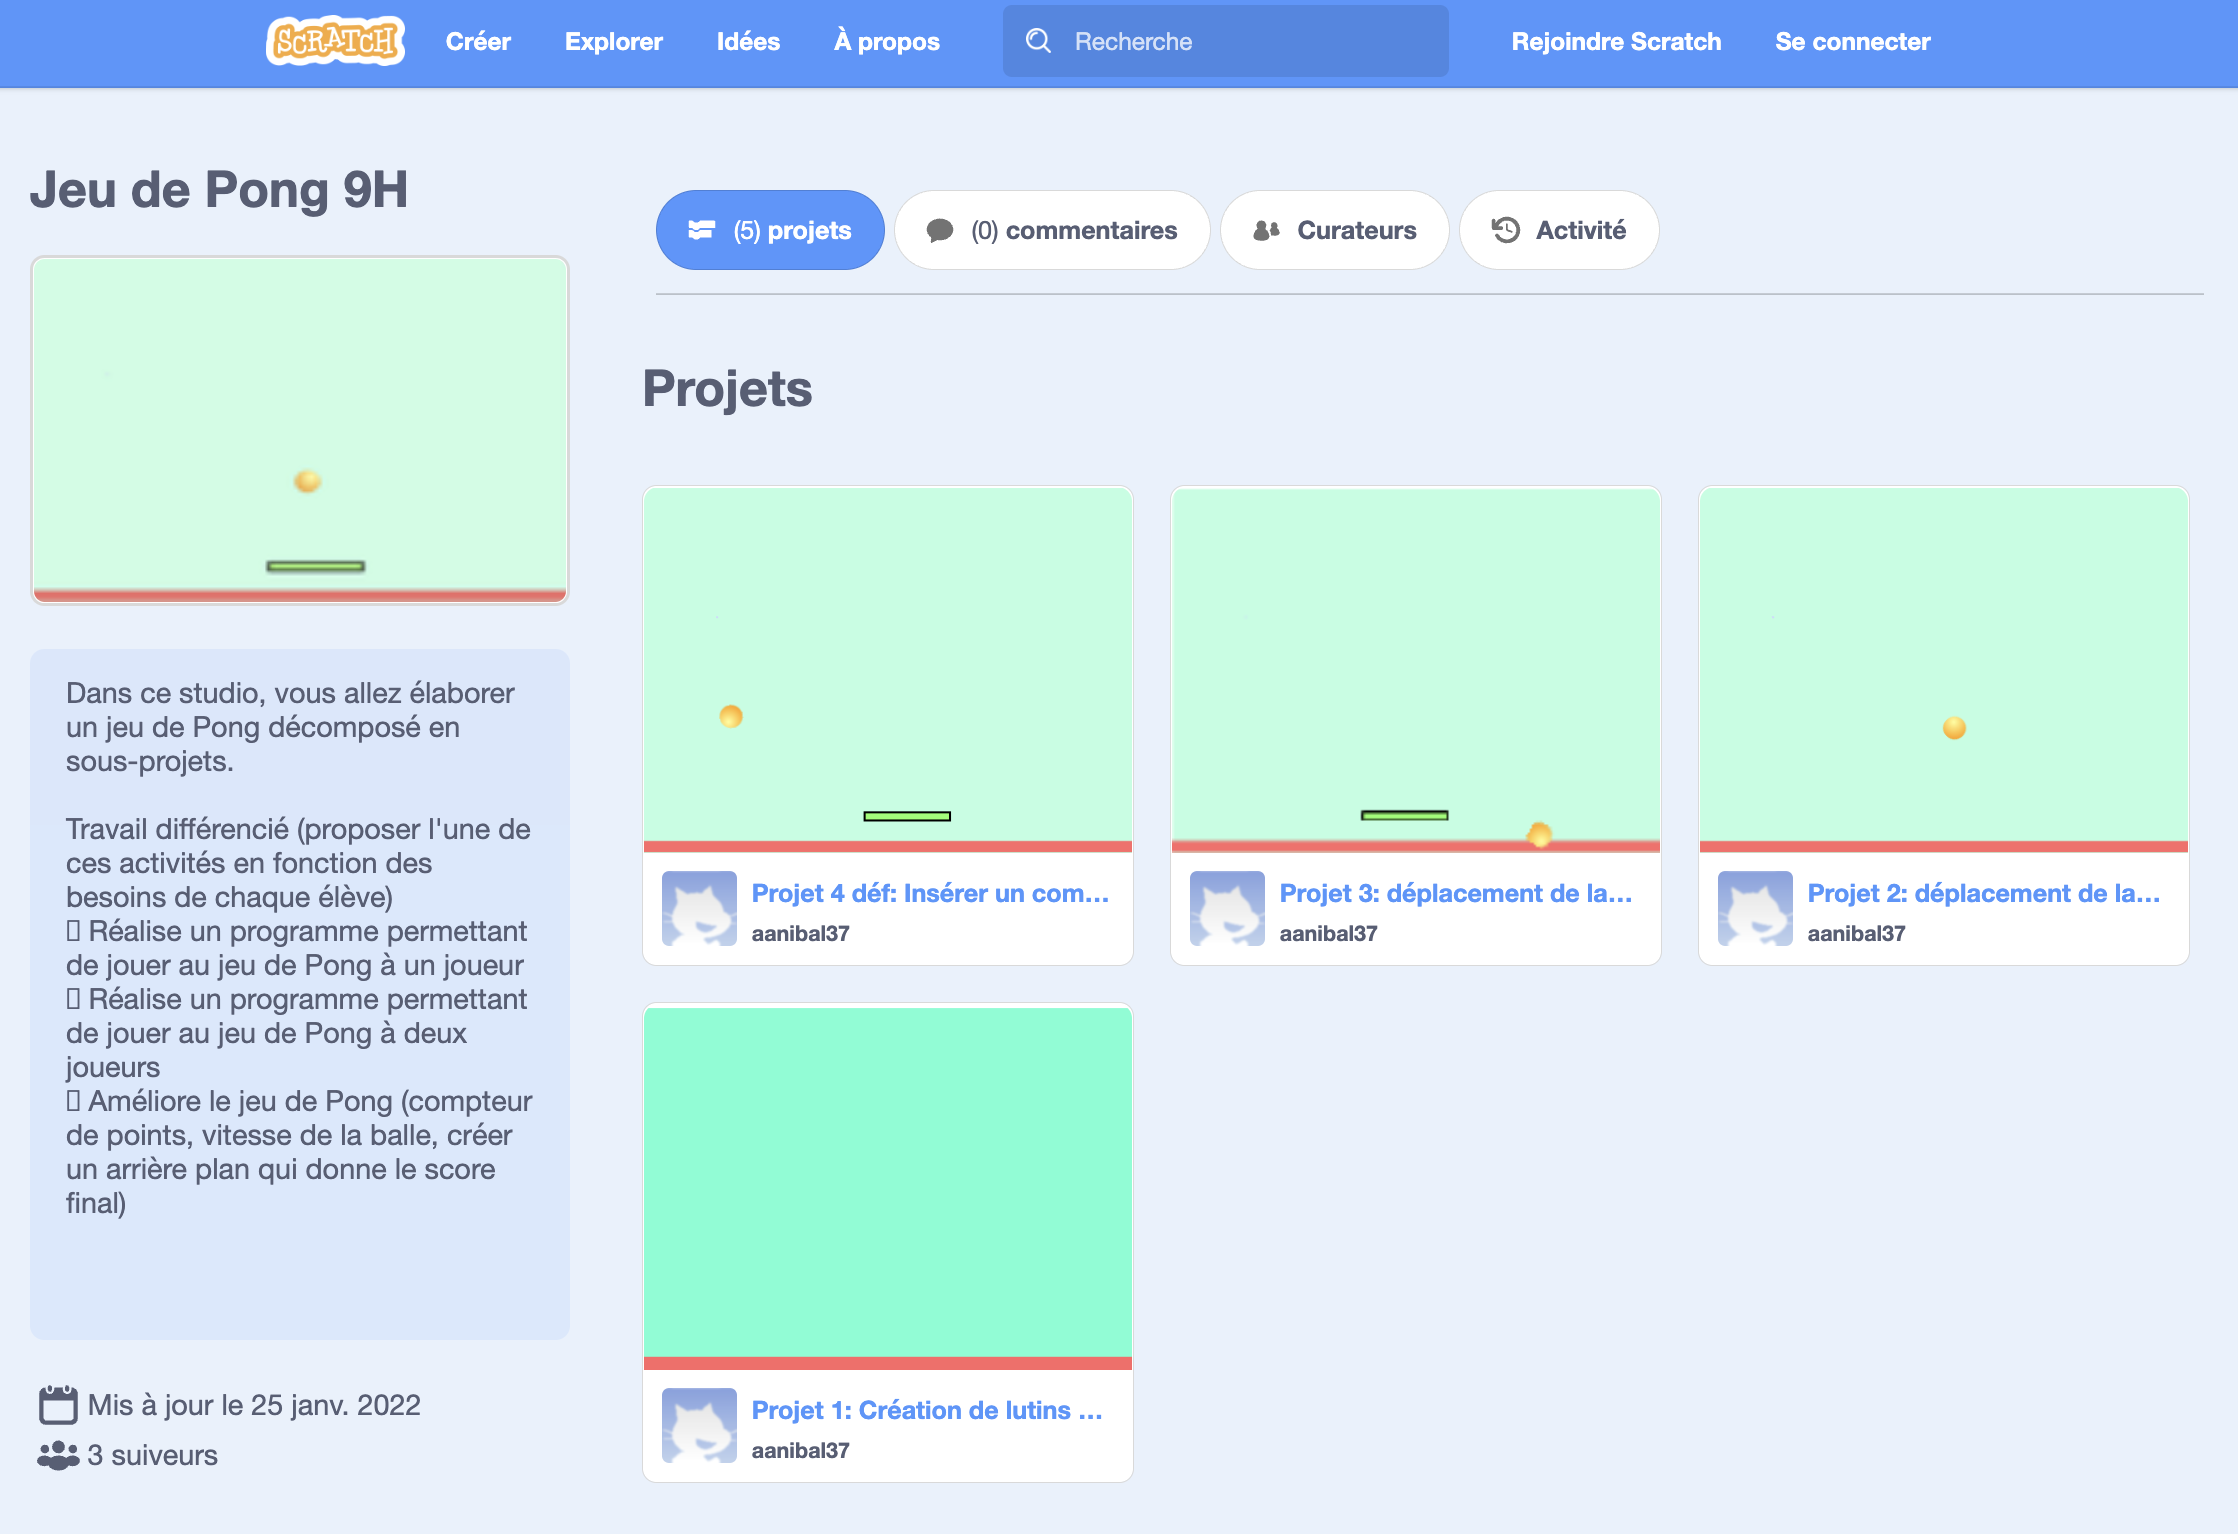 SCRATCH Créer Explorer Idées À propos Recherche Rejoindre Scratch Se connecter
Jeu de Pong 9H
Dans ce studio, vous allez élaborer
un jeu de Pong décomposé en
sous-projets.
Travail différencié (proposer l'une de
ces activités en fonction des
besoins de chaque élève)
Réalise un programme permettant
de jouer au jeu de Pong à un joueur
Réalise un programme permettant
de jouer au jeu de Pong à deux
joueurs
Améliore le jeu de Pong (compteur
de points, vitesse de la balle, créer
un arrière plan qui donne le score
final)
Mis à jour le 25 janv. 2022
3 suiveurs
(5) projets (0) commentaires Curateurs Activité
Projets
Projet 4 déf: Insérer un com...
aanibal37
Projet 3: déplacement de la...
aanibal37
Projet 2: déplacement de la...
aanibal37
Projet 1: Création de lutins ...
aanibal37